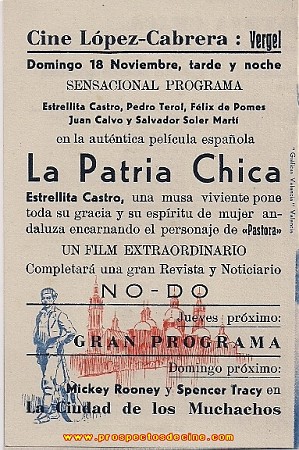 Cine López-Cabrera : Vergel
Domingo 18 Noviembre, tarde y noche
SENSACIONAL PROGRAMA
Estrellita Castro, Pedro Terol, Félix de Pomes
Juan Calvo y Salvador Soler Martí
en la auténtica película española
La Patria Chica
Estrellita Castro, una musa viviente pone
toda su gracia y su espíritu de mujer an-
daluza encarnando el personaje de «Pastora»
UN FILM EXTRAORDINARIO
Completará una gran Revista y Noticiario
NO-DO
Jueves próximo:
GRAN PROGRAMA
Domingo próximo:
Mickey Rooney y Spencer Tracy en
La Ciudad de los Muchachos
www.prospectosdecine.com
Valencia